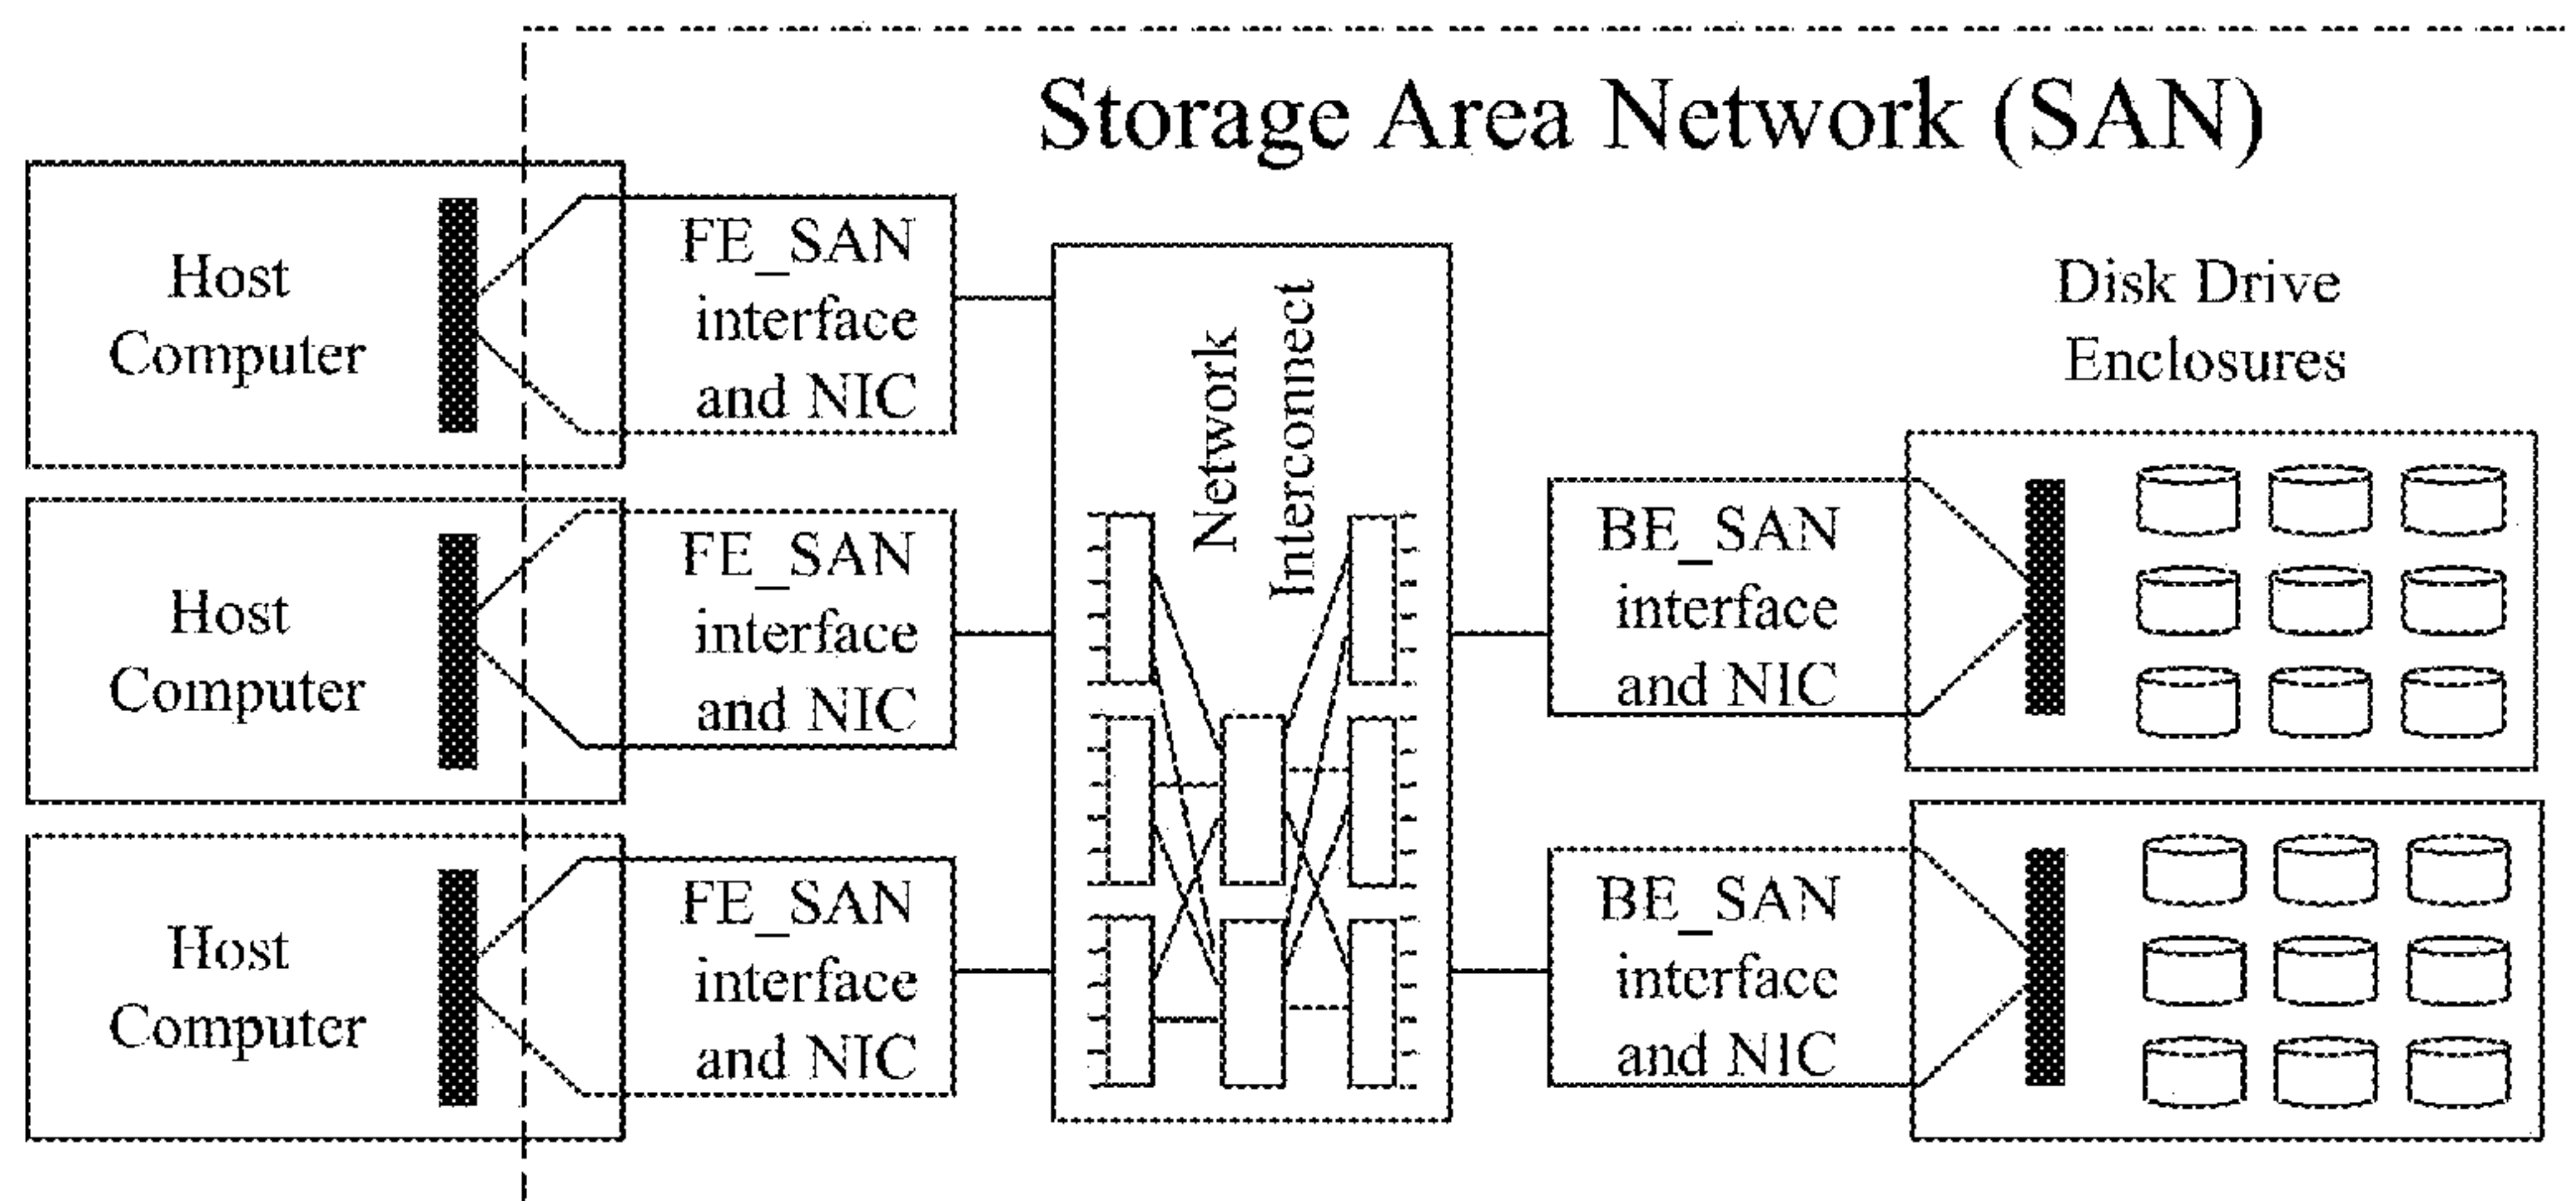 Storage Area Network (SAN)
Host
Computer
FE_SAN
interface
and NIC
Host
Computer
FE_SAN
interface
and NIC
Host
Computer
FE_SAN
interface
and NIC
Network
Interconnect
BE_SAN
interface
and NIC
BE_SAN
interface
and NIC
Disk Drive
Enclosures